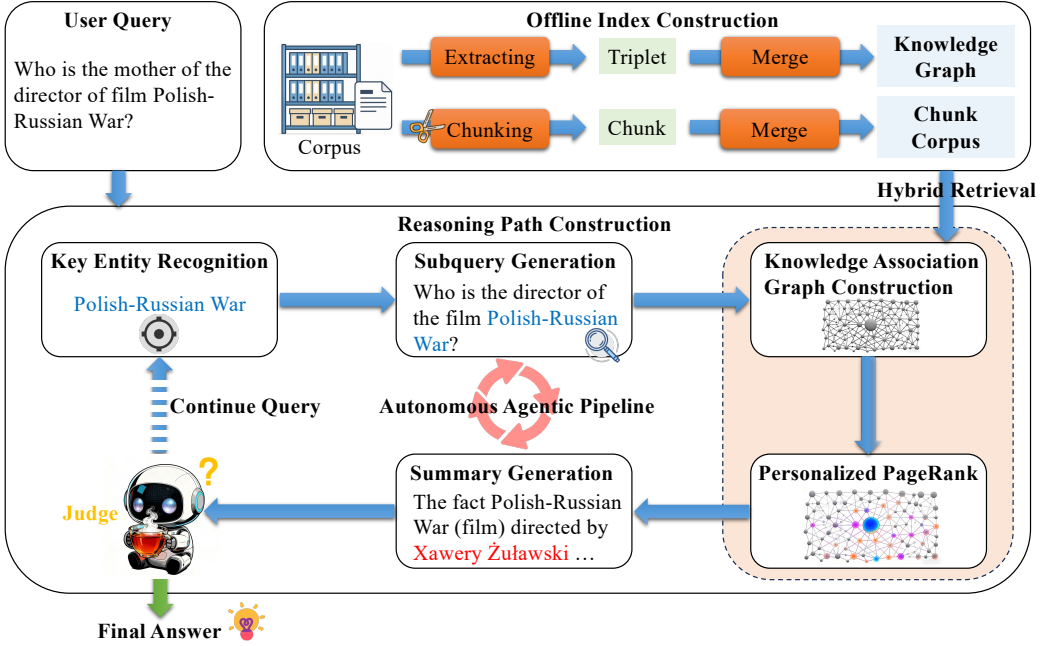 User Query
Who is the mother of the
director of film Polish-
Russian War?
Offline Index Construction
Corpus
Extracting
Triplet
Merge
Knowledge
Graph
Chunking
Chunk
Merge
Chunk
Corpus
Hybrid Retrieval
Reasoning Path Construction
Key Entity Recognition
Polish-Russian War
Subquery Generation
Who is the director of
the film Polish-Russian
War?
Knowledge Association
Graph Construction
Continue Query
Autonomous Agentic Pipeline
Judge
?
Summary Generation
The fact Polish-Russian
War (film) directed by
Xawery Żuławski …
Personalized PageRank
Final Answer